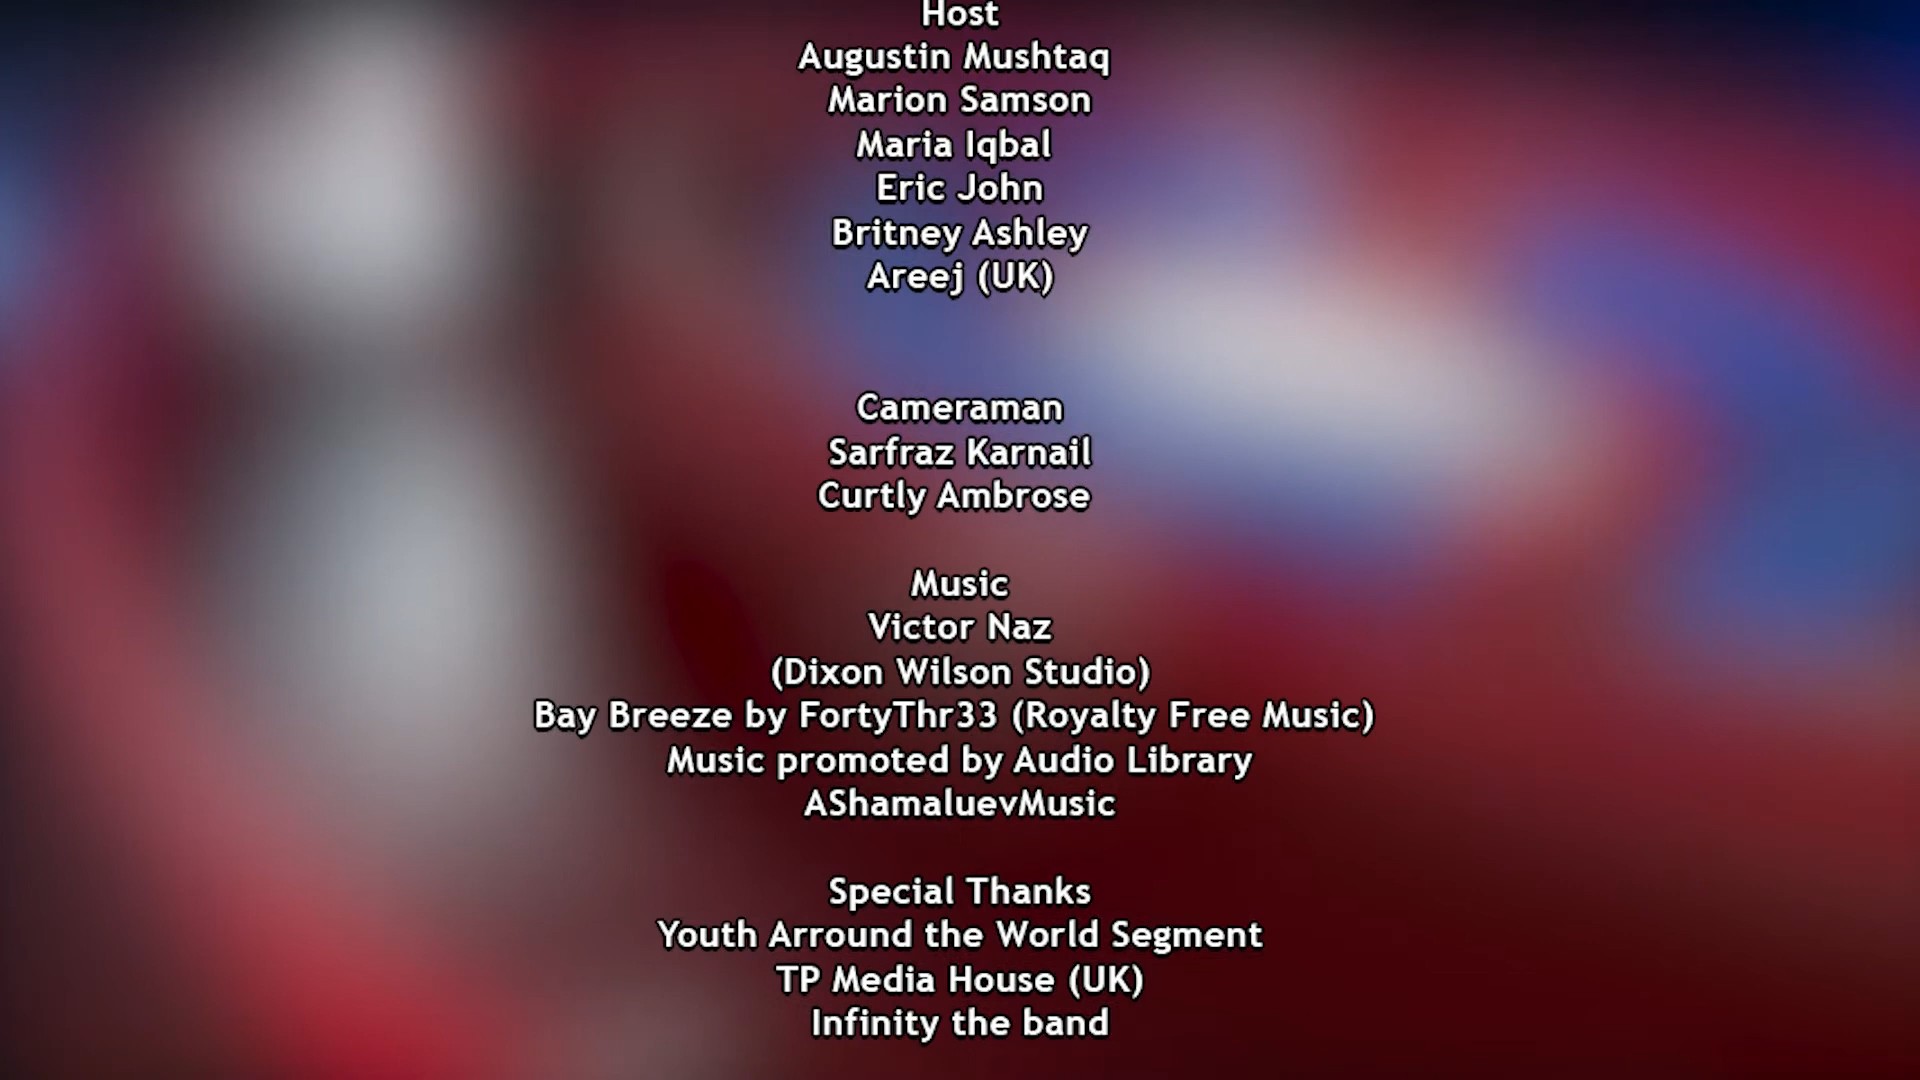 Host
Augustin Mushtaq
Marion Samson
Maria Iqbal
Eric John
Britney Ashley
Areej (UK)
Cameraman
Sarfraz Karnail
Curtly Ambrose
Music
Victor Naz
(Dixon Wilson Studio)
Bay Breeze by FortyThr33 (Royalty Free Music)
Music promoted by Audio Library
AShamaluevMusic
Special Thanks
Youth Arround the World Segment
TP Media House (UK)
Infinity the band